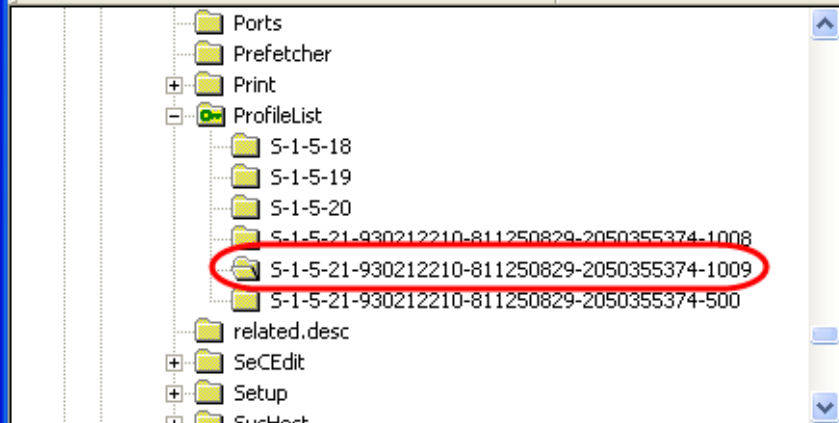 Ports
Prefetcher
Print
ProfileList
S-1-5-18
S-1-5-19
S-1-5-20
S-1-5-21-930212210-811250829-2050355374-1008
S-1-5-21-930212210-811250829-2050355374-1009
S-1-5-21-930212210-811250829-2050355374-500
related.desc
SeCEdit
Setup
SvcHost